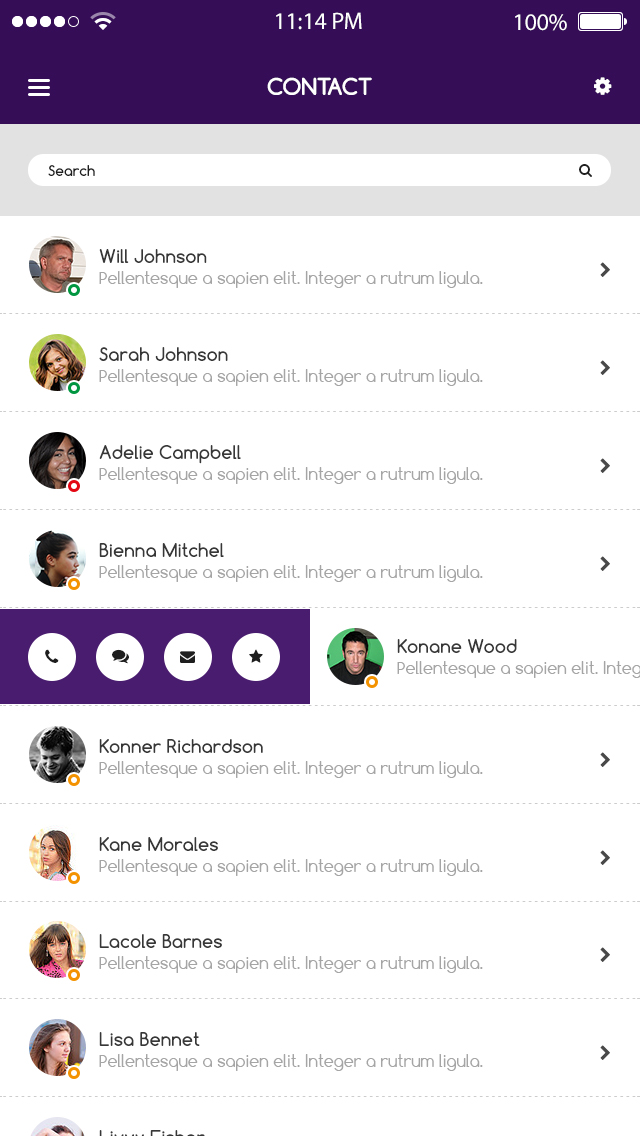 11:14 PM
100%
CONTACT
Search
Will Johnson
Pellentesque a sapien elit. Integer a rutrum ligula.
Sarah Johnson
Pellentesque a sapien elit. Integer a rutrum ligula.
Adelie Campbell
Pellentesque a sapien elit. Integer a rutrum ligula.
Bienna Mitchel
Pellentesque a sapien elit. Integer a rutrum ligula.
Konane Wood
Pellentesque a sapien elit. Integ
Konner Richardson
Pellentesque a sapien elit. Integer a rutrum ligula.
Kane Morales
Pellentesque a sapien elit. Integer a rutrum ligula.
Lacole Barnes
Pellentesque a sapien elit. Integer a rutrum ligula.
Lisa Bennet
Pellentesque a sapien elit. Integer a rutrum ligula.